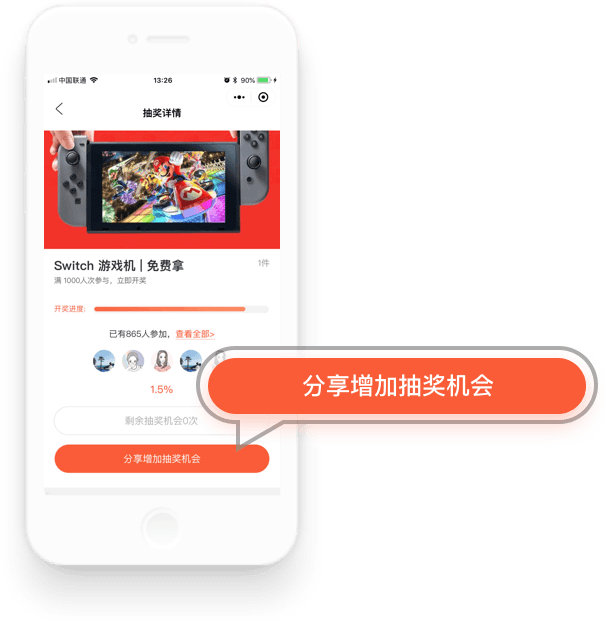 中国联通
13:26
90%
抽奖详情
Switch 游戏机 | 免费拿
1件
满 1000人次参与，立即开奖
开奖进度：
已有865人参加，查看全部>
1.5%
剩余抽奖机会0次
分享增加抽奖机会
分享增加抽奖机会